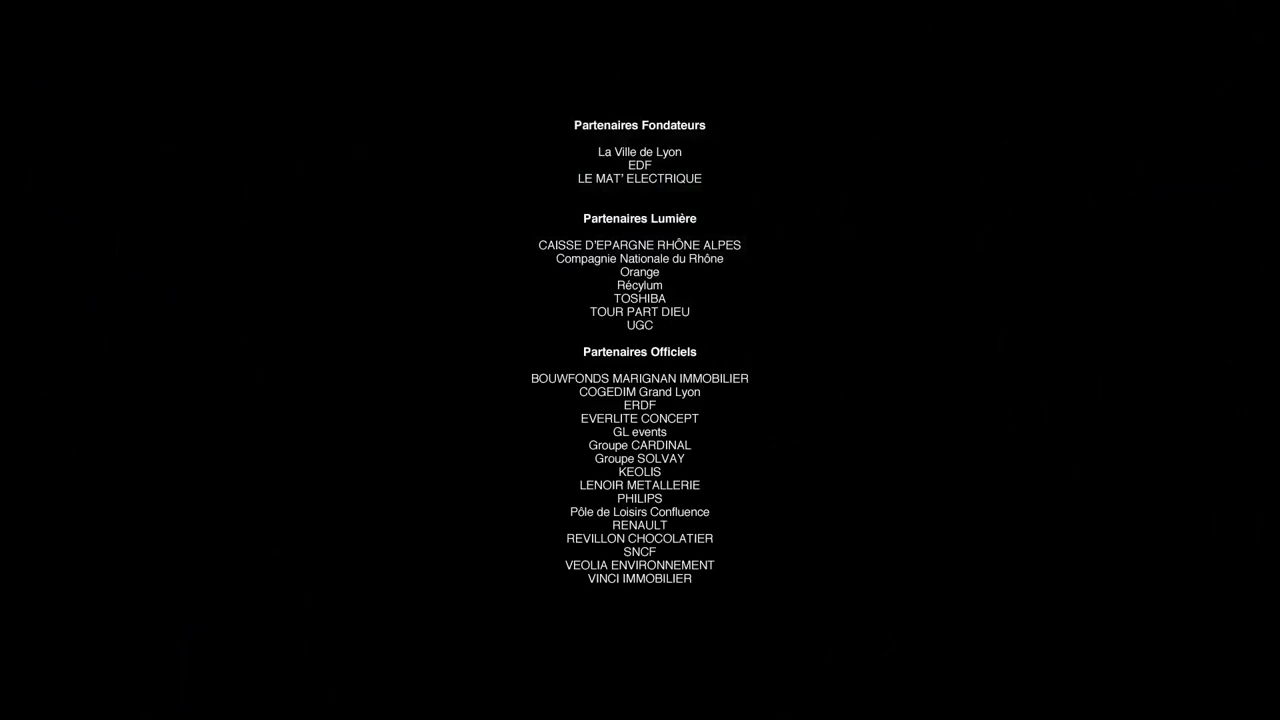 Partenaires Fondateurs
La Ville de Lyon
EDF
LE MAT' ELECTRIQUE
Partenaires Lumière
CAISSE D'EPARGNE RHÔNE ALPES
Compagnie Nationale du Rhône
Orange
Récylum
TOSHIBA
TOUR PART DIEU
UGC
Partenaires Officiels
BOUWFONDS MARIGNAN IMMOBILIER
COGEDIM Grand Lyon
ERDF
EVERLITE CONCEPT
GL events
Groupe CARDINAL
Groupe SOLVAY
KEOLIS
LENOIR METALLERIE
PHILIPS
Pôle de Loisirs Confluence
RENAULT
REVILLON CHOCOLATIER
SNCF
VEOLIA ENVIRONNEMENT
VINCI IMMOBILIER